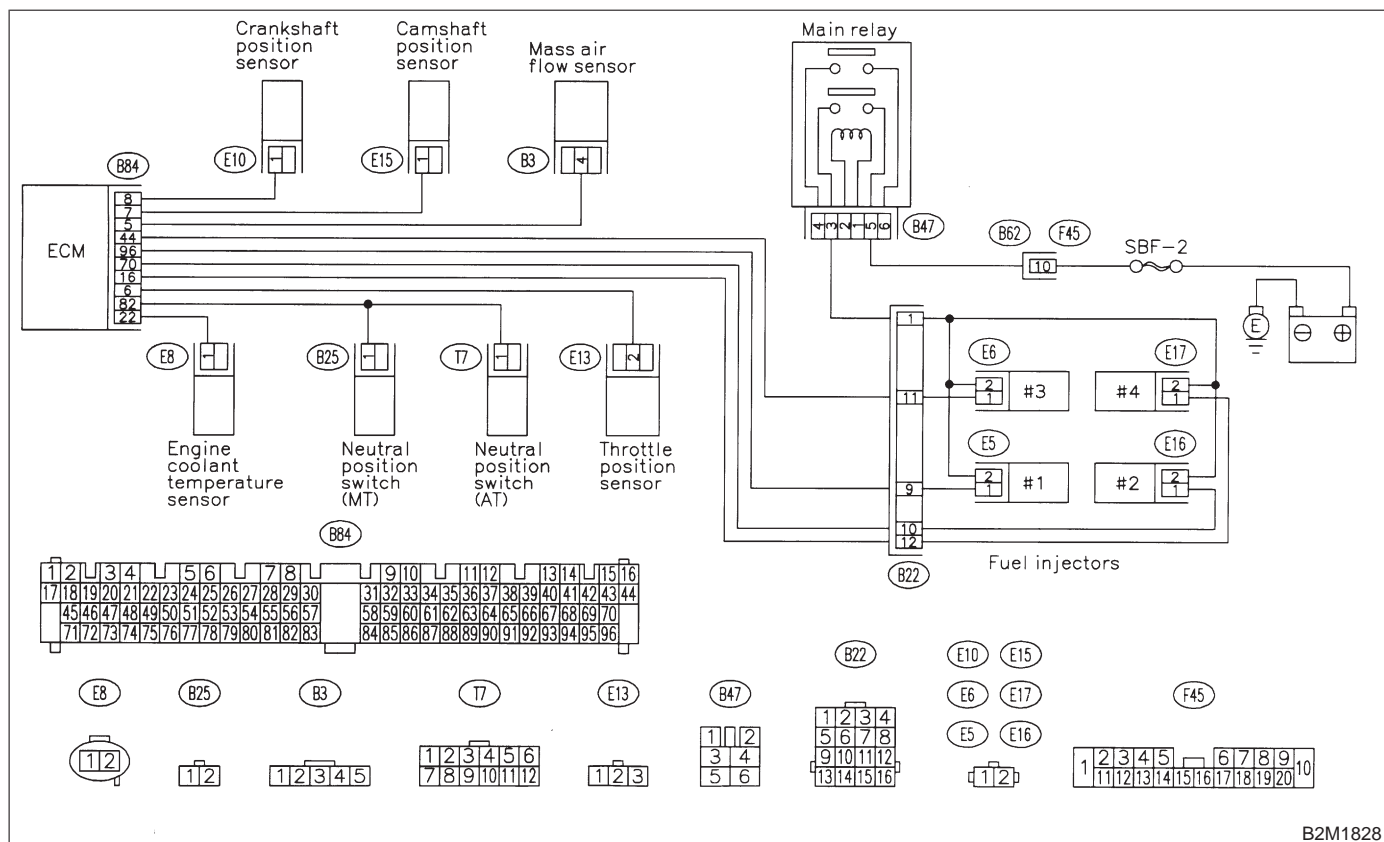 Crankshaft
position
sensor
Camshaft
position
sensor
Mass air
flow sensor
Main relay
E10
1
E15
1
B3
4
B84
ECM
8
7
5
44
96
70
16
6
82
22
4 3 2 1 5 6
B47
B62
F45
10
SBF-2
E
⊖ ⊕
E8
1
B25
1
T7
1
E13
2
Engine
coolant
temperature
sensor
Neutral
position
switch
(MT)
Neutral
position
switch
(AT)
Throttle
position
sensor
1
11
9
10
12
B22
E6
2
1
#3
E17
#4
2
1
E5
2
1
#1
E16
#2
2
1
Fuel injectors
B84
1 2 3 4 5 6 7 8 9 10 11 12 13 14 15 16
17 18 19 20 21 22 23 24 25 26 27 28 29 30 31 32 33 34 35 36 37 38 39 40 41 42 43 44
45 46 47 48 49 50 51 52 53 54 55 56 57 58 59 60 61 62 63 64 65 66 67 68 69 70
71 72 73 74 75 76 77 78 79 80 81 82 83 84 85 86 87 88 89 90 91 92 93 94 95 96
E8
1 2
B25
1 2
B3
1 2 3 4 5
T7
1 2 3 4 5 6
7 8 9 10 11 12
E13
1 2 3
B47
1 2
3 4
5 6
B22
1 2 3 4
5 6 7 8
9 10 11 12
13 14 15 16
E10 E15
E6 E17
E5 E16
1 2
F45
1 2 3 4 5 6 7 8 9 10
11 12 13 14 15 16 17 18 19 20
B2M1828